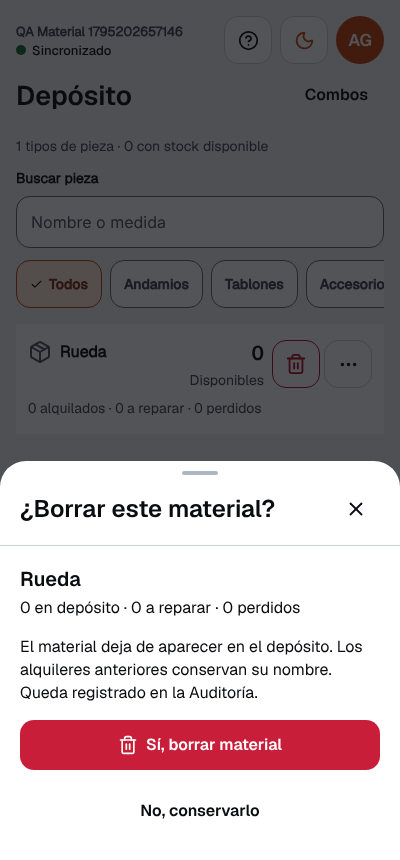 QA Material 1795202657146
Sincronizado
AG
Depósito
Combos
1 tipos de pieza · 0 con stock disponible
Buscar pieza
Nombre o medida
Todos
Andamios
Tablones
Accesorio
Rueda
0
Disponibles
0 alquilados · 0 a reparar · 0 perdidos
¿Borrar este material?
Rueda
0 en depósito · 0 a reparar · 0 perdidos
El material deja de aparecer en el depósito. Los
alquileres anteriores conservan su nombre.
Queda registrado en la Auditoría.
Sí, borrar material
No, conservarlo